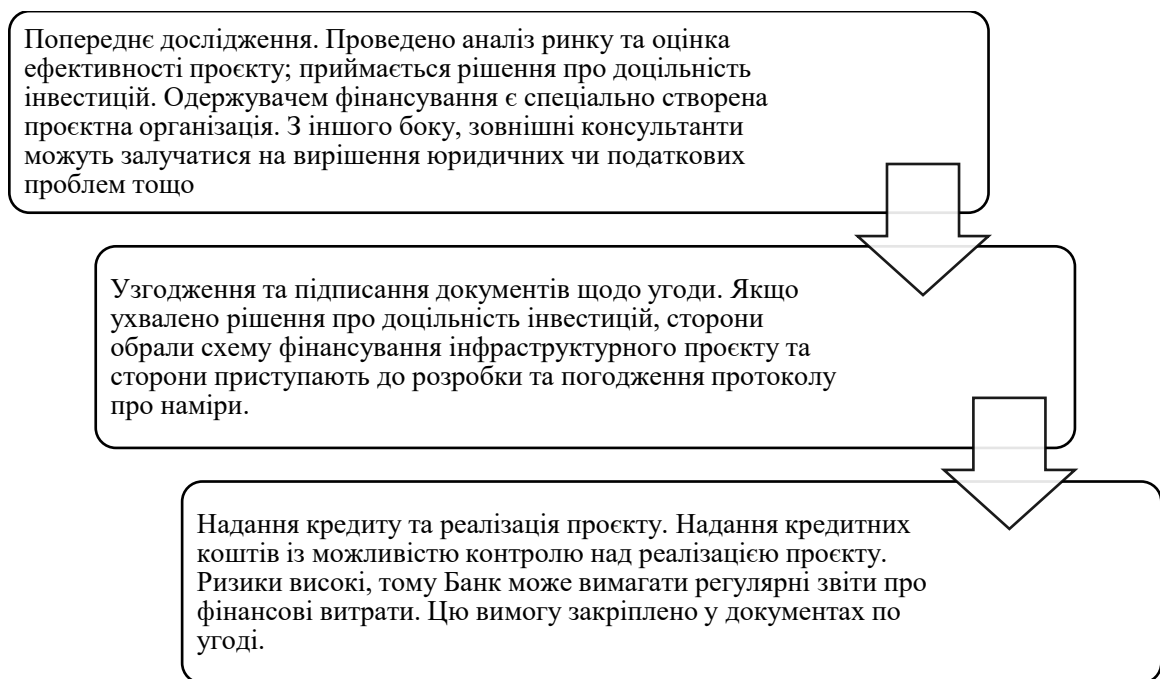 Попереднє дослідження. Проведено аналіз ринку та оцінка
ефективності проєкту; приймається рішення про доцільність
інвестицій. Одержувачем фінансування є спеціально створена
проєктна організація. З іншого боку, зовнішні консультанти
можуть залучатися на вирішення юридичних чи податкових
проблем тощо
Узгодження та підписання документів щодо угоди. Якщо
ухвалено рішення про доцільність інвестицій, сторони
обрали схему фінансування інфраструктурного проєкту та
сторони приступають до розробки та погодження протоколу
про наміри.
Надання кредиту та реалізація проєкту. Надання кредитних
коштів із можливістю контролю над реалізацією проєкту.
Ризики високі, тому Банк може вимагати регулярні звіти про
фінансові витрати. Цю вимогу закріплено у документах по
угоді.